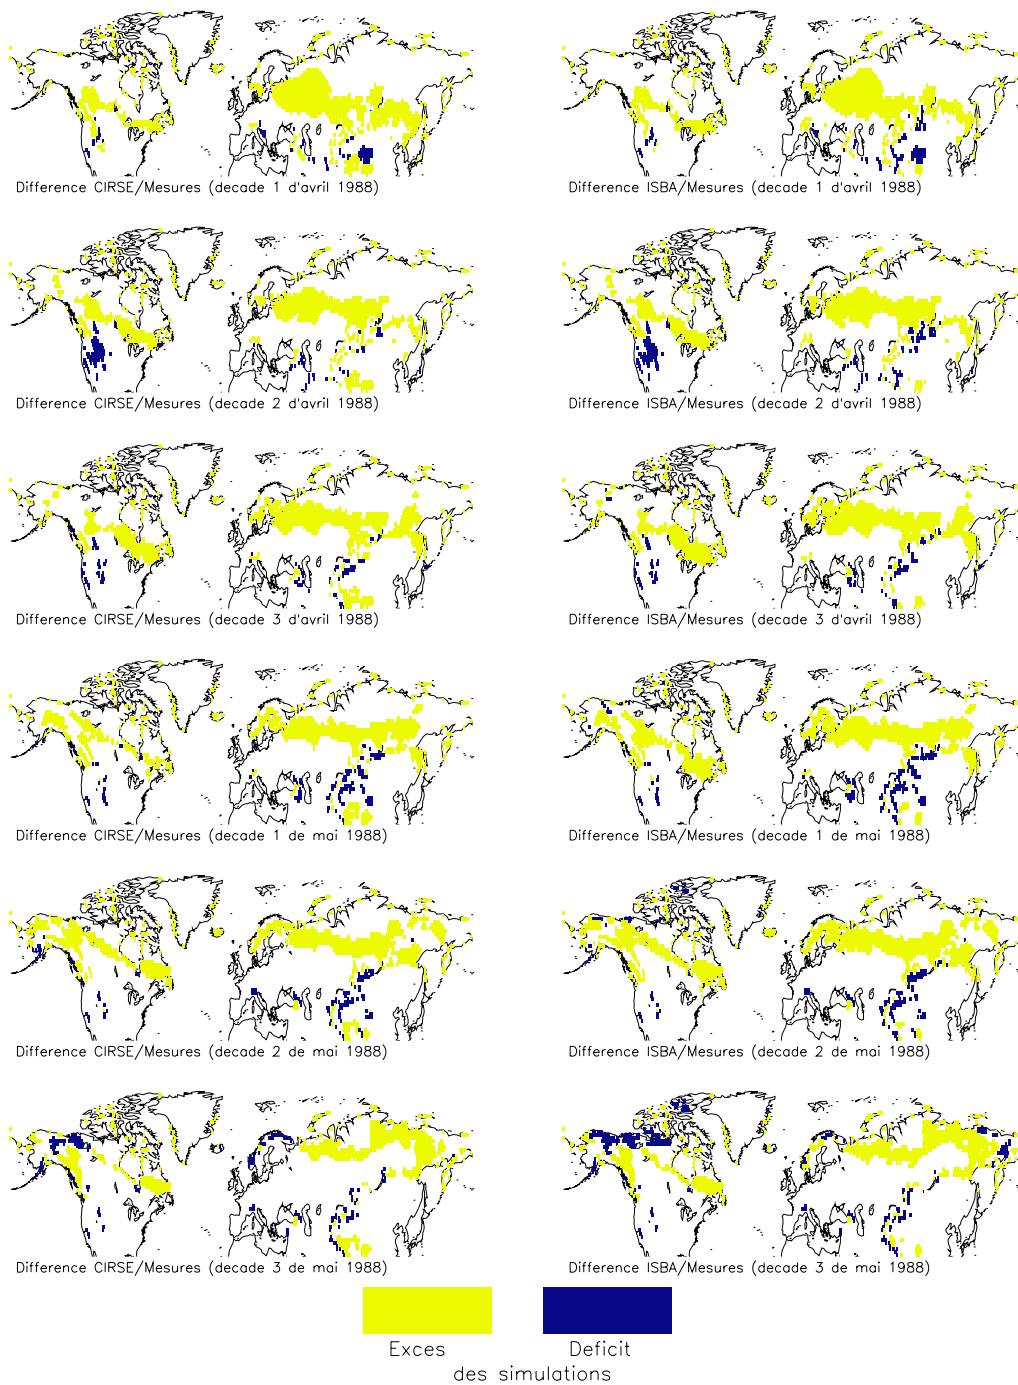 Difference CIRSE/Mesures (decade 1 d'avril 1988)
Difference ISBA/Mesures (decade 1 d'avril 1988)
Difference CIRSE/Mesures (decade 2 d'avril 1988)
Difference ISBA/Mesures (decade 2 d'avril 1988)
Difference CIRSE/Mesures (decade 3 d'avril 1988)
Difference ISBA/Mesures (decade 3 d'avril 1988)
Difference CIRSE/Mesures (decade 1 de mai 1988)
Difference ISBA/Mesures (decade 1 de mai 1988)
Difference CIRSE/Mesures (decade 2 de mai 1988)
Difference ISBA/Mesures (decade 2 de mai 1988)
Difference CIRSE/Mesures (decade 3 de mai 1988)
Difference ISBA/Mesures (decade 3 de mai 1988)
Exces
Deficit
des simulations